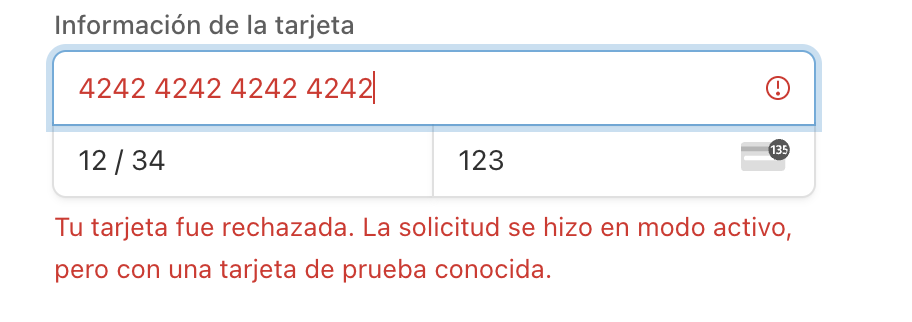 Información de la tarjeta
4242 4242 4242 4242
12 / 34
123
135
Tu tarjeta fue rechazada. La solicitud se hizo en modo activo,
pero con una tarjeta de prueba conocida.